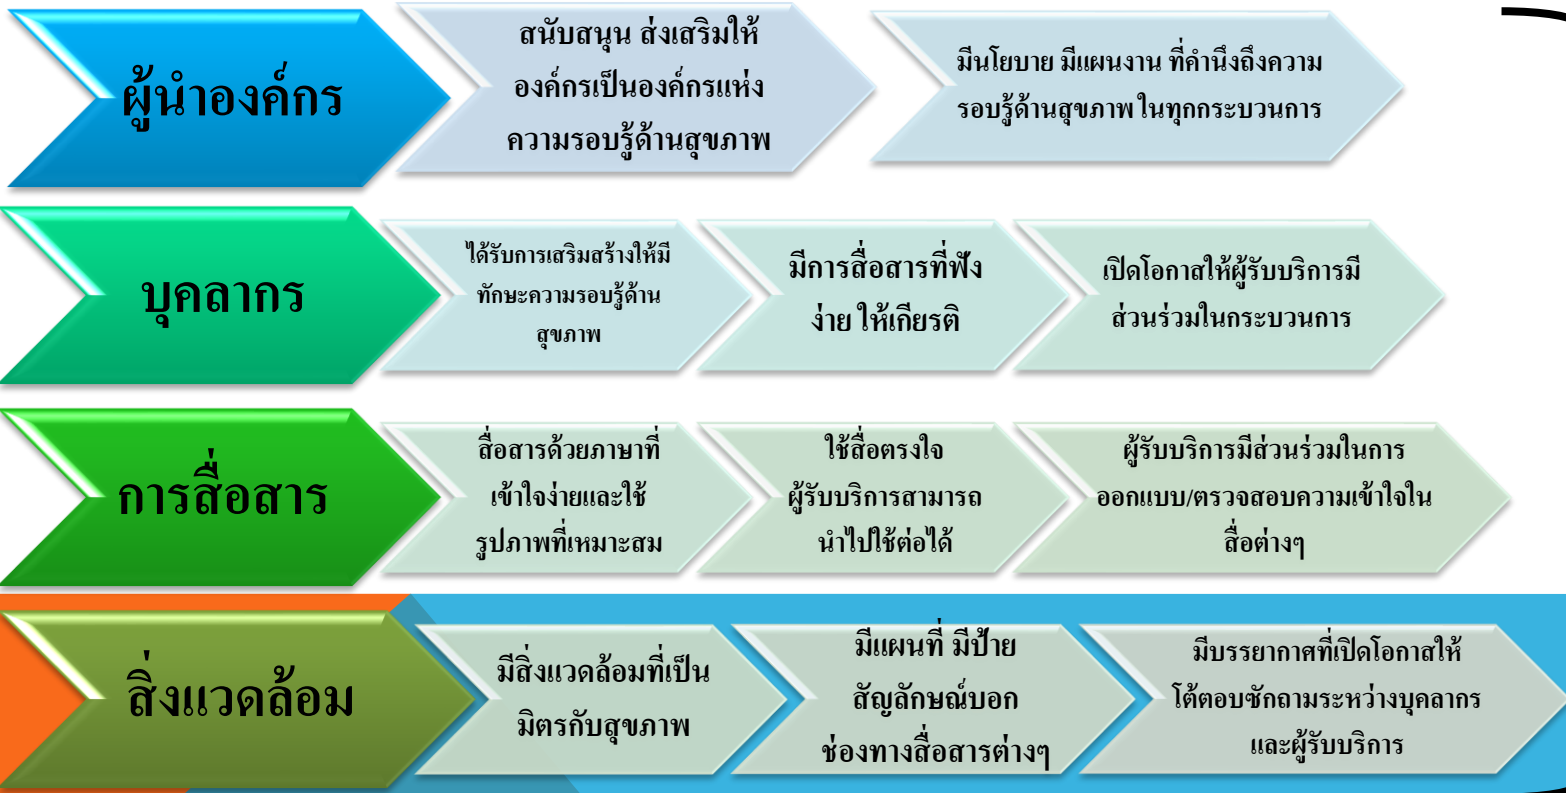 ผู้นำองค์กร
สนับสนุน ส่งเสริมให้
องค์กรเป็นองค์กรแห่ง
ความรอบรู้ด้านสุขภาพ
มีนโยบาย มีแผนงาน ที่คำนึงถึงความ
รอบรู้ด้านสุขภาพ ในทุกกระบวนการ
บุคลากร
ได้รับการเสริมสร้างให้มี
ทักษะความรอบรู้ด้าน
สุขภาพ
มีการสื่อสารที่ฟัง
ง่าย ให้เกียรติ
เปิดโอกาสให้ผู้รับบริการมี
ส่วนร่วมในกระบวนการ
การสื่อสาร
สื่อสารด้วยภาษาที่
เข้าใจง่ายและใช้
รูปภาพที่เหมาะสม
ใช้สื่อตรงใจ
ผู้รับบริการสามารถ
นำไปใช้ต่อได้
ผู้รับบริการมีส่วนร่วมในการ
ออกแบบ/ตรวจสอบความเข้าใจใน
สื่อต่างๆ
สิ่งแวดล้อม
มีสิ่งแวดล้อมที่เป็น
มิตรกับสุขภาพ
มีแผนที่ มีป้าย
สัญลักษณ์บอก
ช่องทางสื่อสารต่างๆ
มีบรรยากาศที่เปิดโอกาสให้
โต้ตอบซักถามระหว่างบุคลากร
และผู้รับบริการ